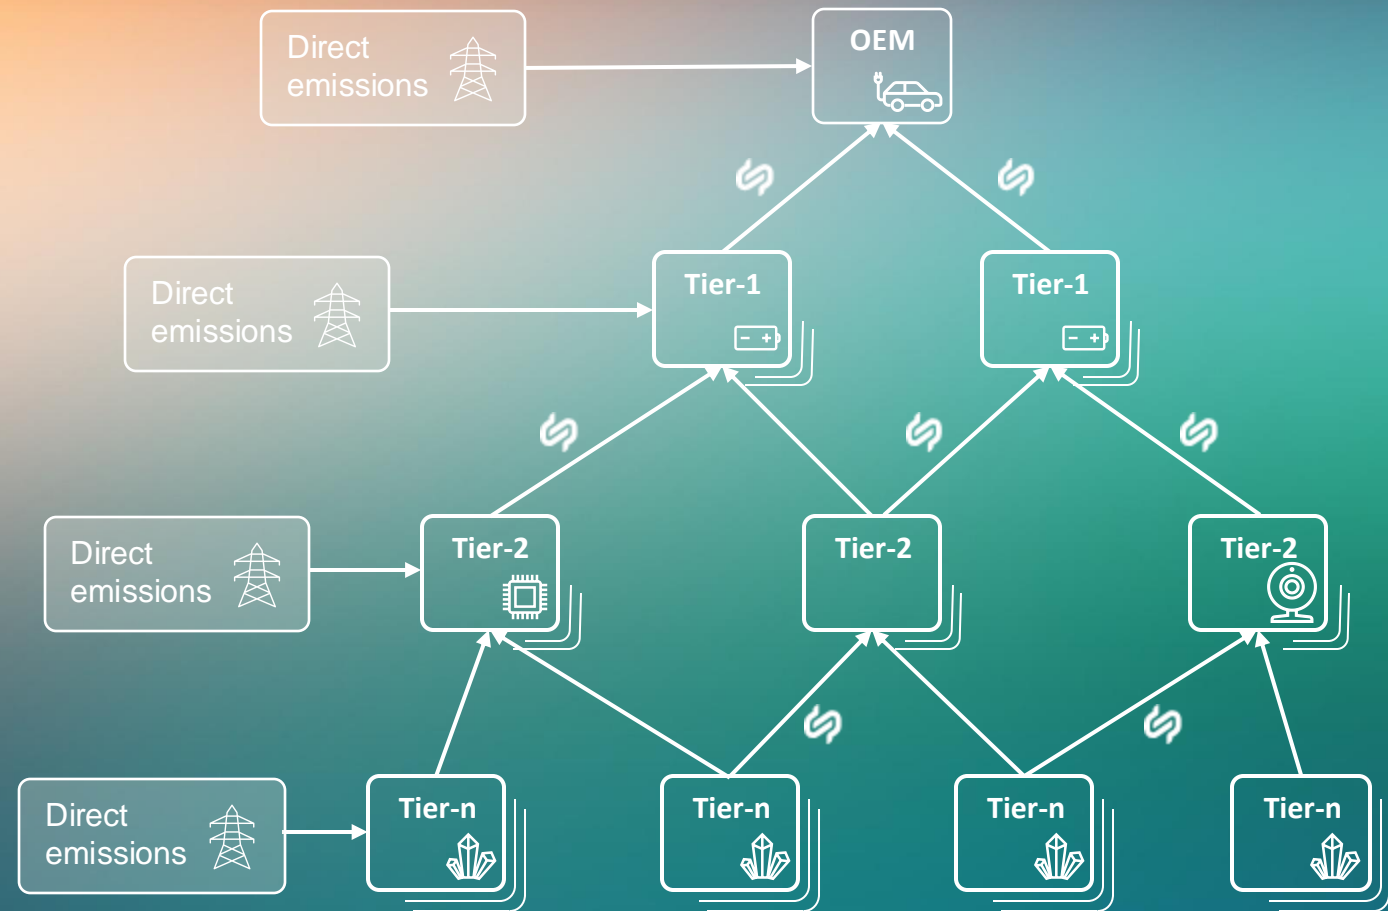 Direct
emissions
OEM
Direct
emissions
Tier-1
Tier-1
Direct
emissions
Tier-2
Tier-2
Tier-2
Direct
emissions
Tier-n
Tier-n
Tier-n
Tier-n